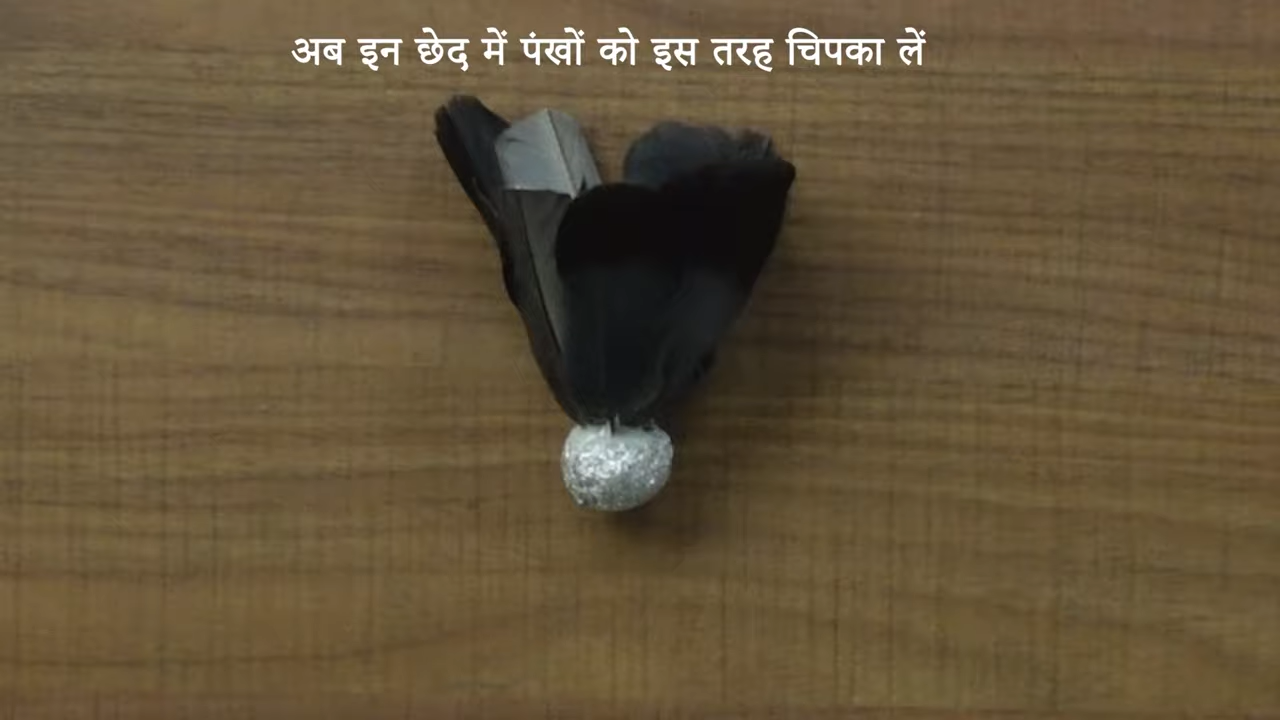 अब इन छेद में पंखों को इस तरह चिपका लें